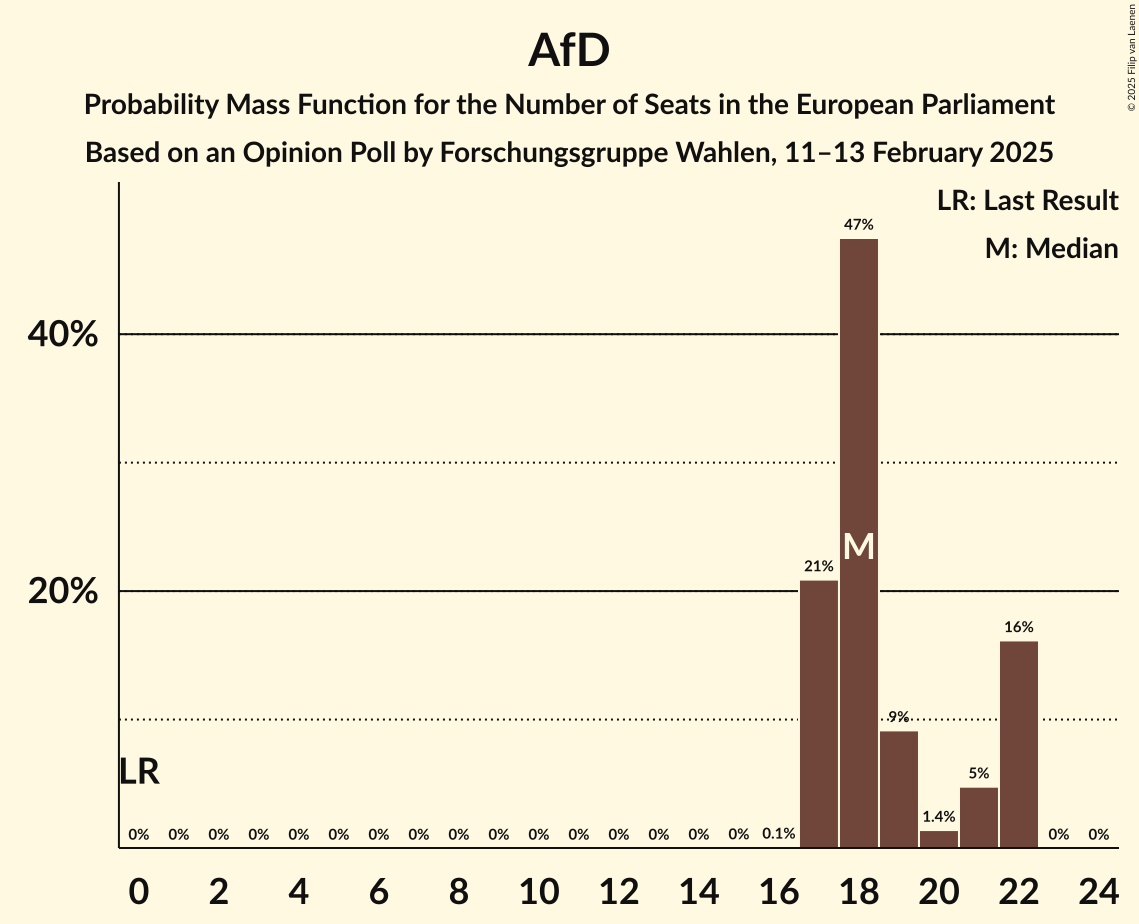 AfD
Probability Mass Function for the Number of Seats in the European Parliament
Based on an Opinion Poll by Forschungsgruppe Wahlen, 11–13 February 2025
© 2025 Filip van Laenen
LR: Last Result
M: Median
47%
40%
M
21%
20%
16%
9%
LR
5%
1.4%
0% 0% 0% 0% 0% 0% 0% 0% 0% 0% 0% 0% 0% 0% 0% 0% 0.1% 0% 0%
0 2 4 6 8 10 12 14 16 18 20 22 24